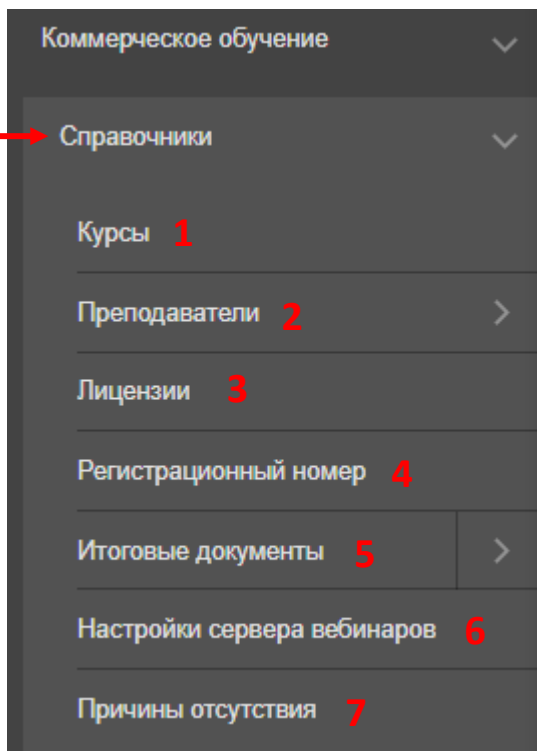 Коммерческое обучение
Справочники
Курсы 1
Преподаватели 2
Лицензии 3
Регистрационный номер 4
Итоговые документы 5
Настройки сервера вебинаров 6
Причины отсутствия 7